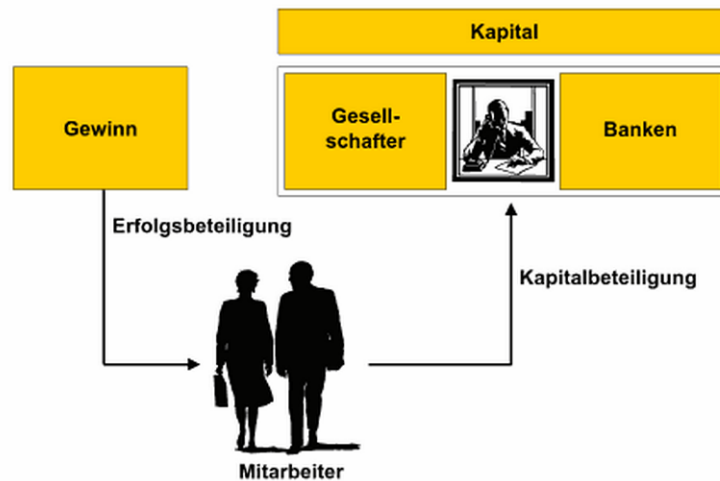 Kapital
Gewinn
Gesell-
schafter
Banken
Erfolgsbeteiligung
Kapitalbeteiligung
Mitarbeiter